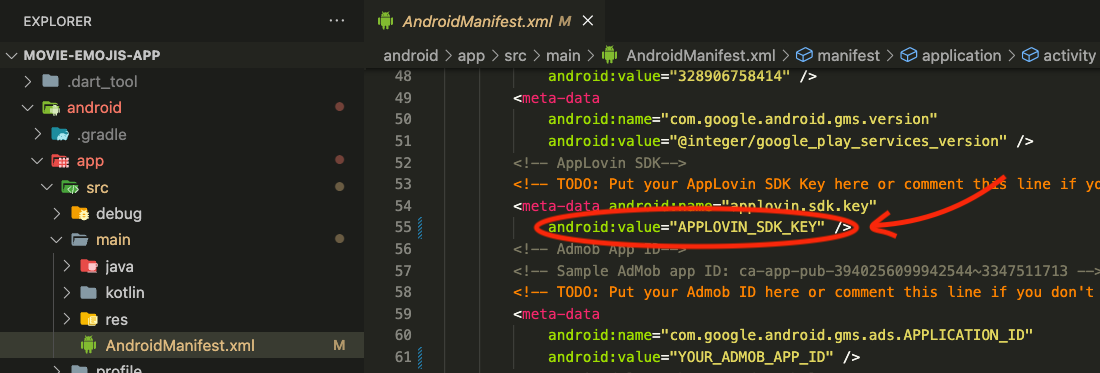 EXPLORER
MOVIE-EMOJIS-APP
.dart_tool
android
.gradle
app
src
debug
main
java
kotlin
res
AndroidManifest.xml M
profile
AndroidManifest.xml M
android > app > src > main > AndroidManifest.xml > manifest > application > activity
48 android:value="328906758414" />
49 <meta-data
50 android:name="com.google.android.gms.version"
51 android:value="@integer/google_play_services_version" />
52 <!-- AppLovin SDK-->
53 <!-- TODO: Put your AppLovin SDK Key here or comment this line if yo
54 <meta-data android:name="applovin.sdk.key"
55 android:value="APPLOVIN_SDK_KEY" />
56 <!-- Admob App ID-->
57 <!-- Sample AdMob app ID: ca-app-pub-3940256099942544~3347511713 -->
58 <!-- TODO: Put your Admob ID here or comment this line if you don't
59 <meta-data
60 android:name="com.google.android.gms.ads.APPLICATION_ID"
61 android:value="YOUR_ADMOB_APP_ID" />